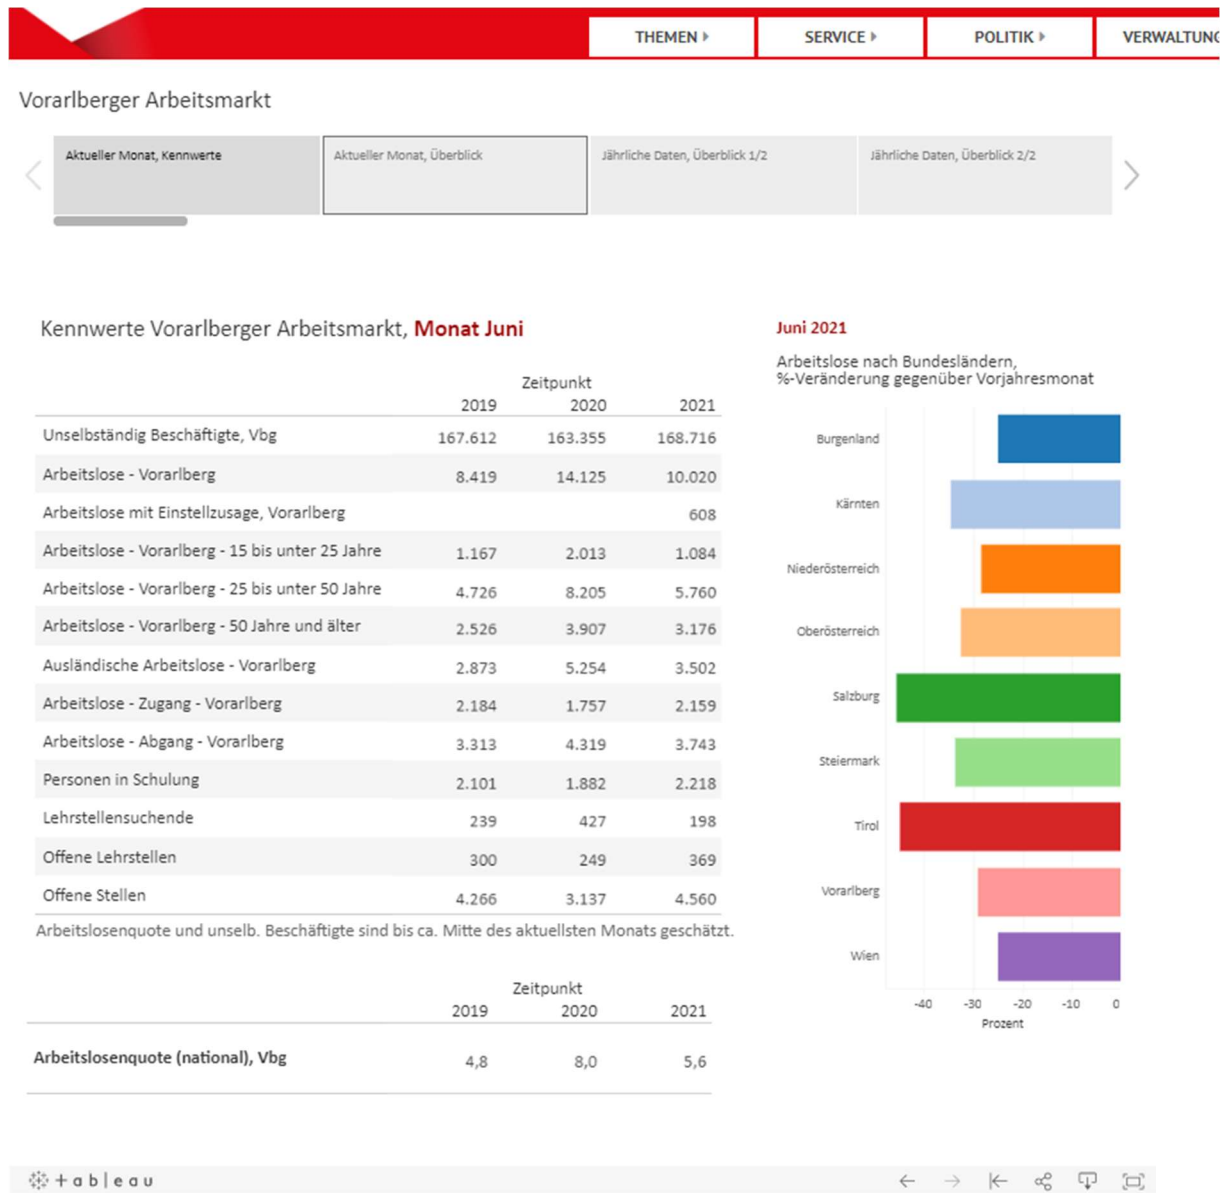 THEMEN
SERVICE
POLITIK
VERWALTUNG
Vorarlberger Arbeitsmarkt
Aktueller Monat, Kennwerte
Aktueller Monat, Überblick
Jährliche Daten, Überblick 1/2
Jährliche Daten, Überblick 2/2
Kennwerte Vorarlberger Arbeitsmarkt, Monat Juni
Zeitpunkt
2019 2020 2021
Unselbständig Beschäftigte, Vbg 167.612 163.355 168.716
Arbeitslose - Vorarlberg 8.419 14.125 10.020
Arbeitslose mit Einstellzusage, Vorarlberg 608
Arbeitslose - Vorarlberg - 15 bis unter 25 Jahre 1.167 2.013 1.084
Arbeitslose - Vorarlberg - 25 bis unter 50 Jahre 4.726 8.205 5.760
Arbeitslose - Vorarlberg - 50 Jahre und älter 2.526 3.907 3.176
Ausländische Arbeitslose - Vorarlberg 2.873 5.254 3.502
Arbeitslose - Zugang - Vorarlberg 2.184 1.757 2.159
Arbeitslose - Abgang - Vorarlberg 3.313 4.319 3.743
Personen in Schulung 2.101 1.882 2.218
Lehrstellensuchende 239 427 198
Offene Lehrstellen 300 249 369
Offene Stellen 4.266 3.137 4.560
Arbeitslosenquote und unselb. Beschäftigte sind bis ca. Mitte des aktuellsten Monats geschätzt.
Zeitpunkt
2019 2020 2021
Arbeitslosenquote (national), Vbg 4,8 8,0 5,6
Juni 2021
Arbeitslose nach Bundesländern,
%-Veränderung gegenüber Vorjahresmonat
Burgenland
Kärnten
Niederösterreich
Oberösterreich
Salzburg
Steiermark
Tirol
Vorarlberg
Wien
-40 -30 -20 -10 0
Prozent
+ableau